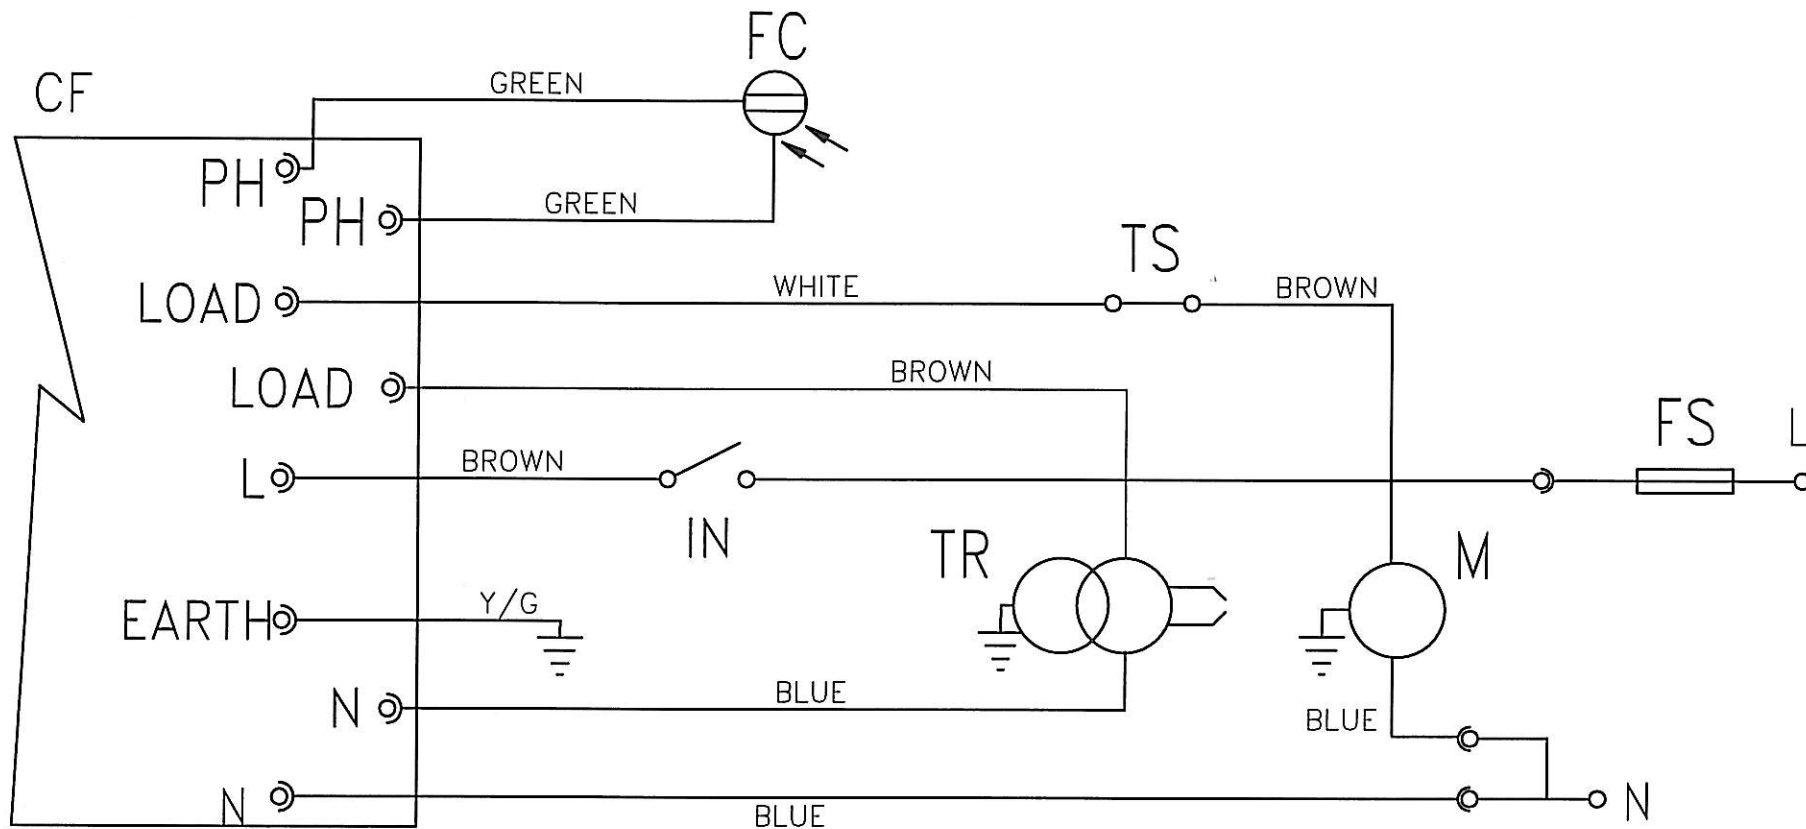 FC
CF
GREEN
PH
PH
GREEN
TS
LOAD
WHITE
BROWN
LOAD
BROWN
FS
L
L
BROWN
IN
TR
M
EARTH
Y/G
N
BLUE
BLUE
N
BLUE
N